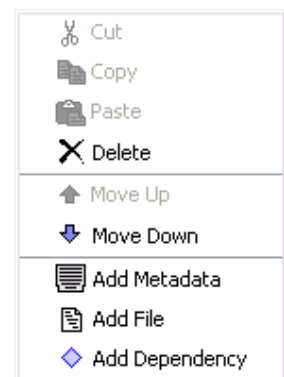 Cut
Copy
Paste
Delete
Move Up
Move Down
Add Metadata
Add File
Add Dependency